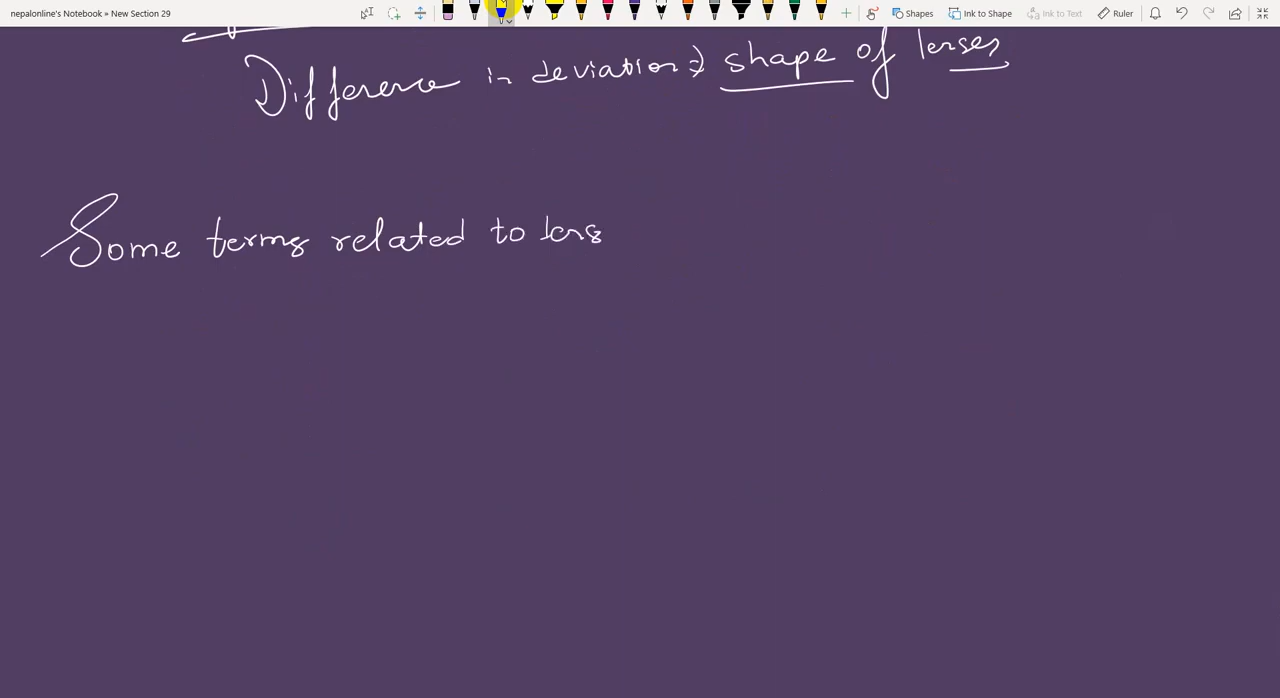 nepalonline's Notebook » New Section 29
Shapes Ink to Shape Ink to Text Ruler
Difference in deviation ⇒ shape of lenses
Some terms related to lens